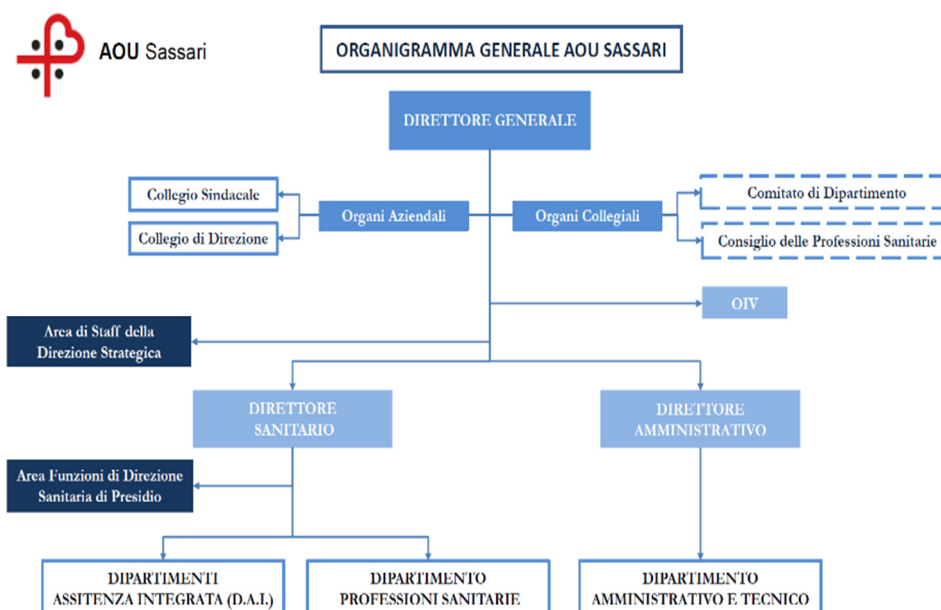 AOU Sassari
ORGANIGRAMMA GENERALE AOU SASSARI
DIRETTORE GENERALE
Collegio Sindacale
Collegio di Direzione
Organi Aziendali
Organi Collegiali
Comitato di Dipartimento
Consiglio delle Professioni Sanitarie
OIV
Area di Staff della
Direzione Strategica
DIRETTORE
SANITARIO
DIRETTORE
AMMINISTRATIVO
Area Funzioni di Direzione
Sanitaria di Presidio
DIPARTIMENTI
ASSITENZA INTEGRATA (D.A.I.)
DIPARTIMENTO
PROFESSIONI SANITARIE
DIPARTIMENTO
AMMINISTRATIVO E TECNICO